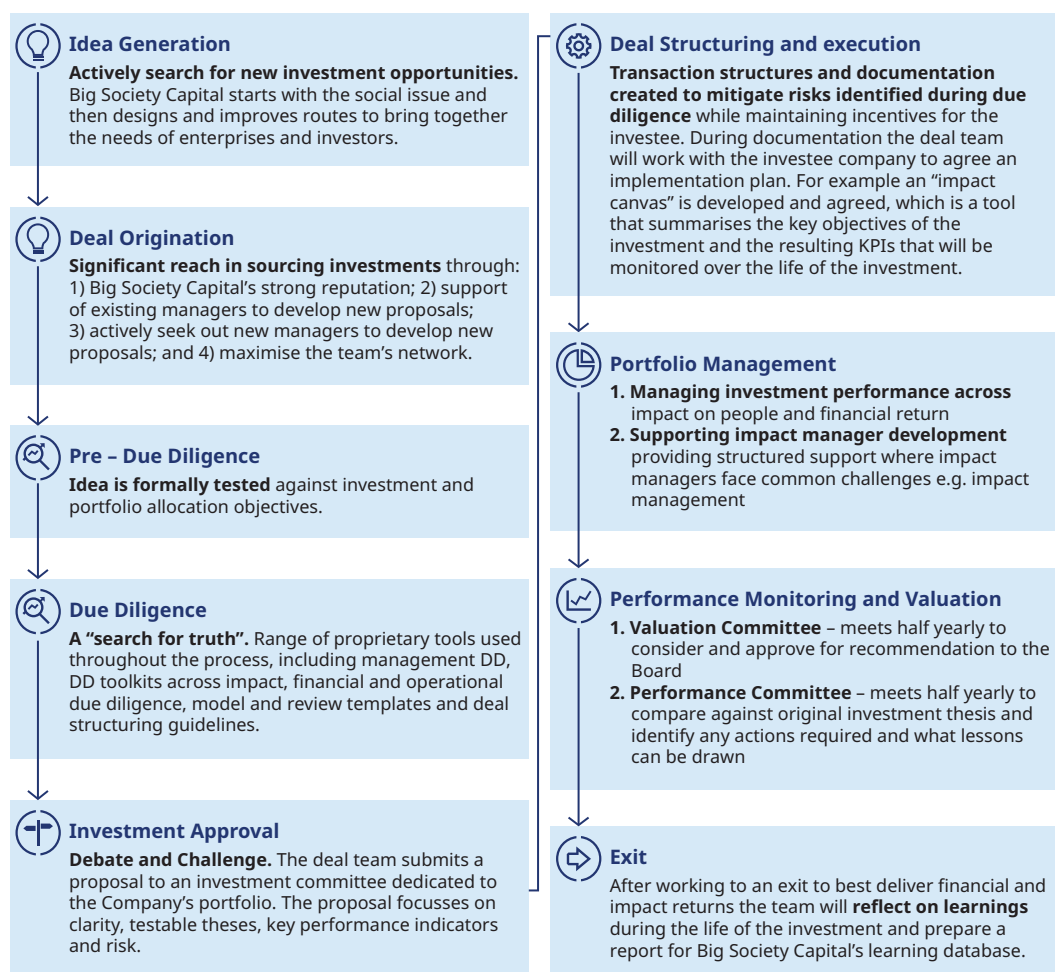 Idea Generation
Actively search for new investment opportunities.
Big Society Capital starts with the social issue and
then designs and improves routes to bring together
the needs of enterprises and investors.
Deal Origination
Significant reach in sourcing investments through:
1) Big Society Capital’s strong reputation; 2) support
of existing managers to develop new proposals;
3) actively seek out new managers to develop new
proposals; and 4) maximise the team’s network.
Pre – Due Diligence
Idea is formally tested against investment and
portfolio allocation objectives.
Due Diligence
A “search for truth”. Range of proprietary tools used
throughout the process, including management DD,
DD toolkits across impact, financial and operational
due diligence, model and review templates and deal
structuring guidelines.
Investment Approval
Debate and Challenge. The deal team submits a
proposal to an investment committee dedicated to
the Company’s portfolio. The proposal focusses on
clarity, testable theses, key performance indicators
and risk.
Deal Structuring and execution
Transaction structures and documentation
created to mitigate risks identified during due
diligence while maintaining incentives for the
investee. During documentation the deal team
will work with the investee company to agree an
implementation plan. For example an “impact
canvas” is developed and agreed, which is a tool
that summarises the key objectives of the
investment and the resulting KPIs that will be
monitored over the life of the investment.
Portfolio Management
1. Managing investment performance across
impact on people and financial return
2. Supporting impact manager development
providing structured support where impact
managers face common challenges e.g. impact
management
Performance Monitoring and Valuation
1. Valuation Committee – meets half yearly to
consider and approve for recommendation to the
Board
2. Performance Committee – meets half yearly to
compare against original investment thesis and
identify any actions required and what lessons
can be drawn
Exit
After working to an exit to best deliver financial and
impact returns the team will reflect on learnings
during the life of the investment and prepare a
report for Big Society Capital’s learning database.